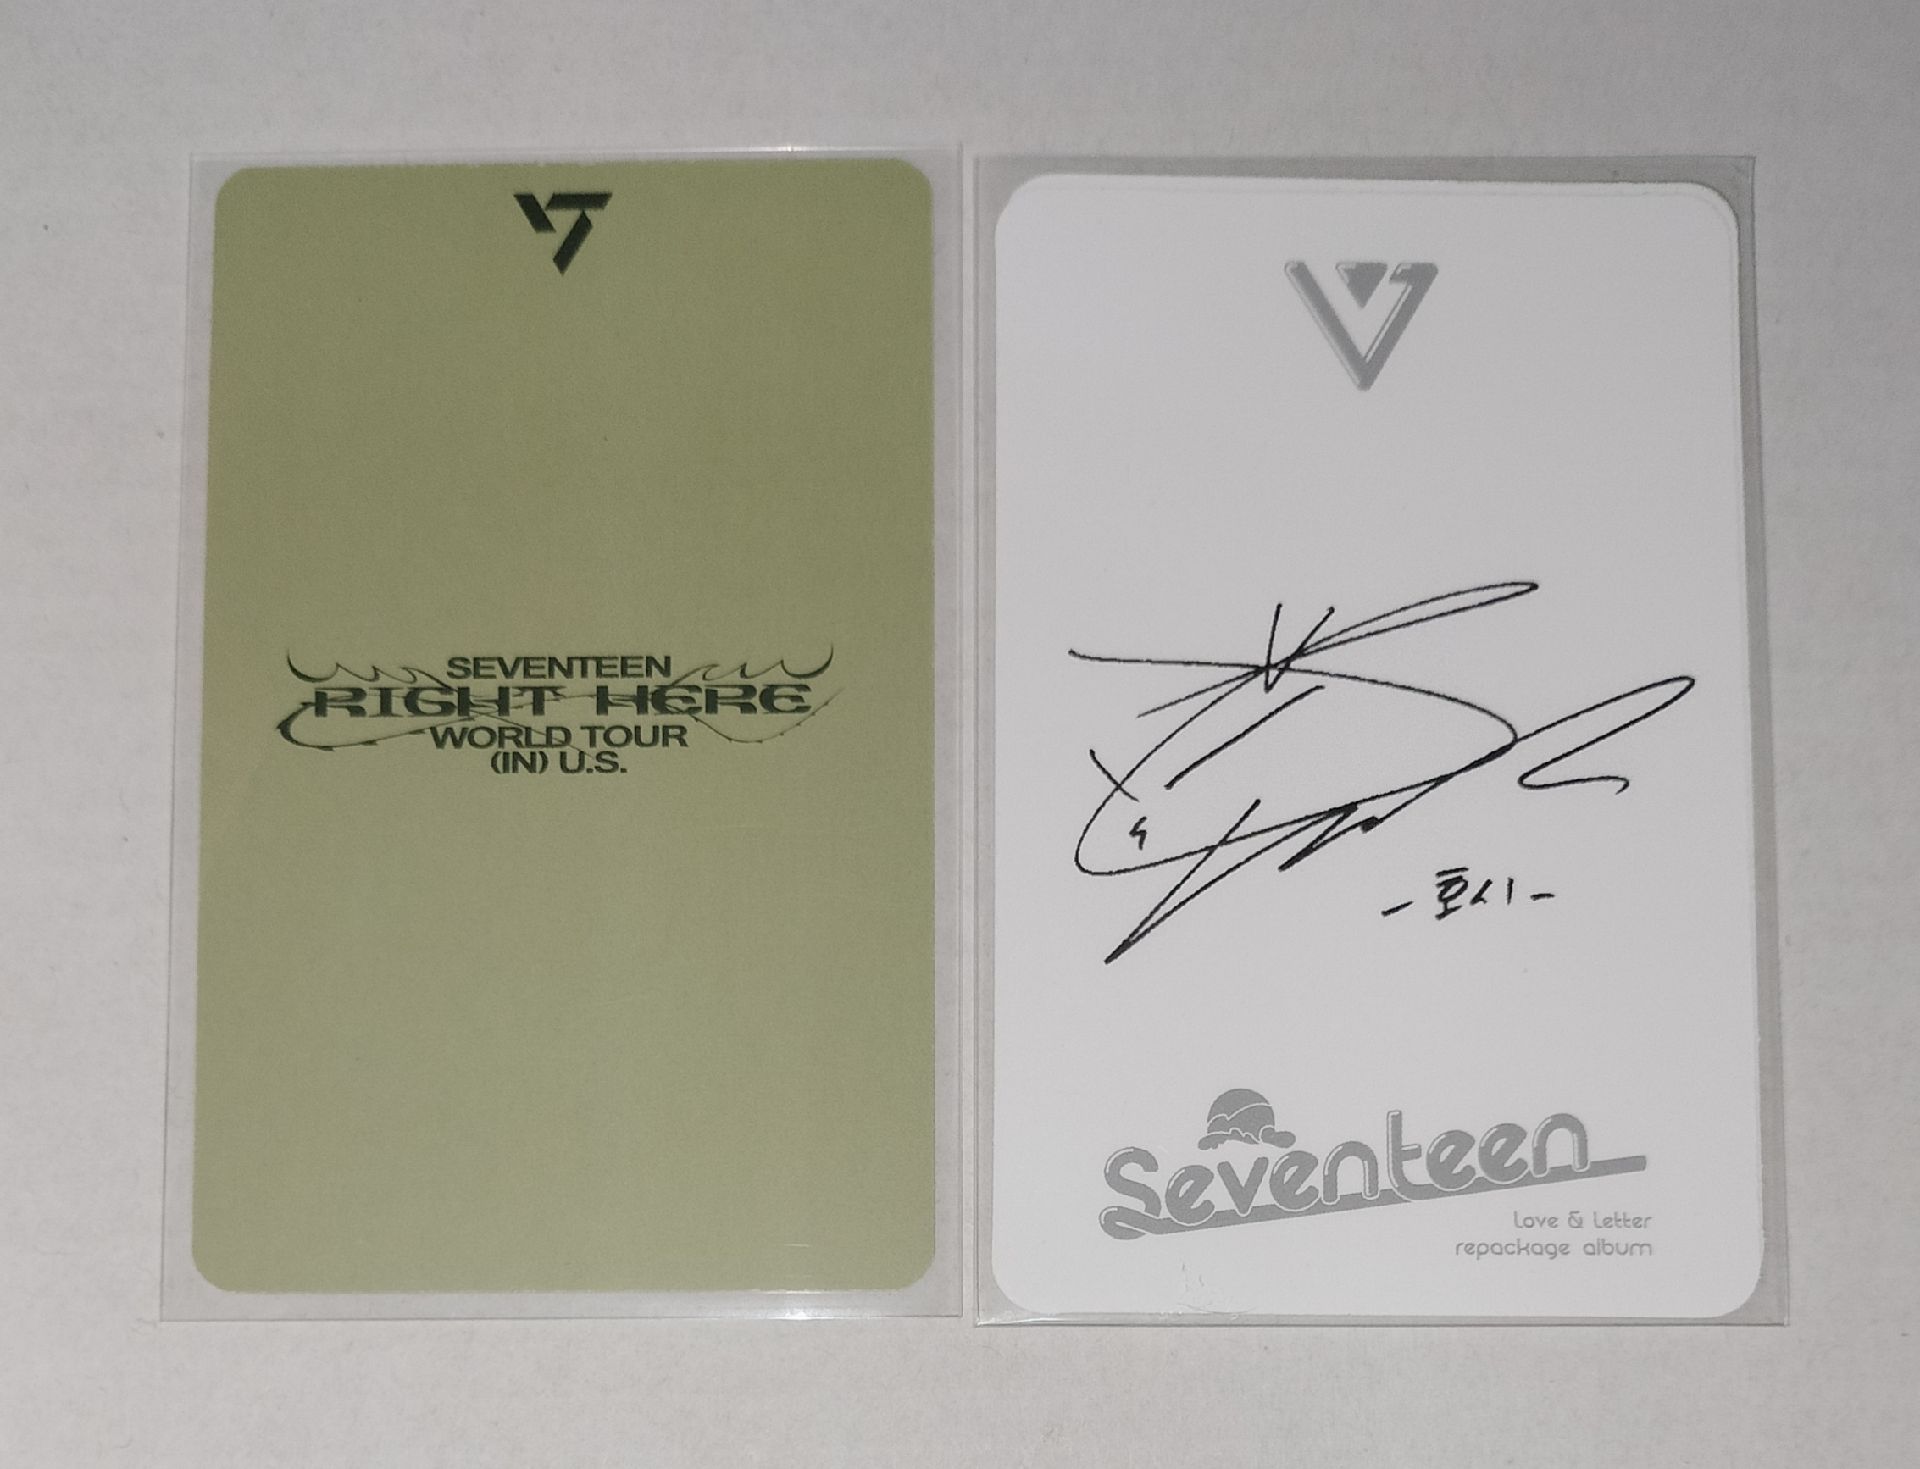 SEVENTEEN
RIGHT HERE
WORLD TOUR
(IN) U.S.
-호시-
Seventeen
Love & Letter
repackage album